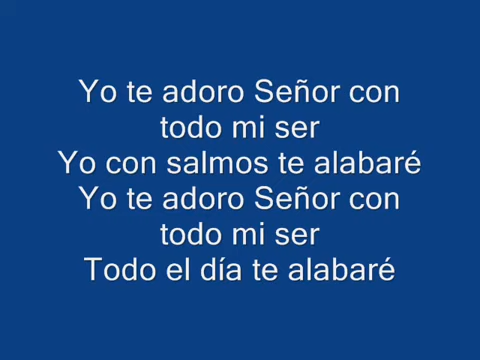 Yo te adoro Señor con
todo mi ser
Yo con salmos te alabaré
Yo te adoro Señor con
todo mi ser
Todo el día te alabaré